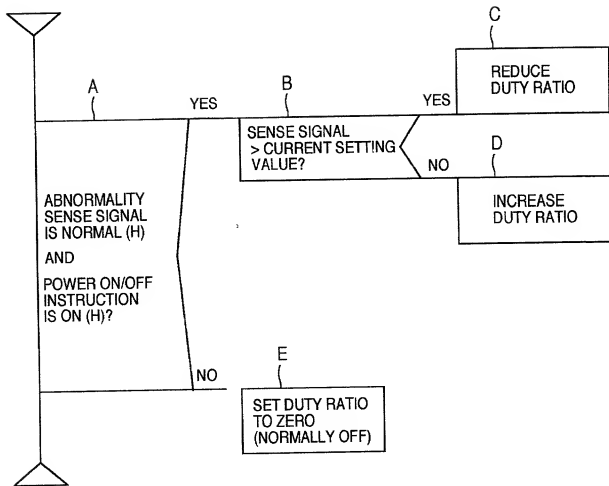 C
REDUCE
DUTY RATIO
A
YES
B
YES
SENSE SIGNAL
> CURRENT SETTING
VALUE?
NO
D
INCREASE
DUTY RATIO
ABNORMALITY
SENSE SIGNAL
IS NORMAL (H)
AND
POWER ON/OFF
INSTRUCTION
IS ON (H)?
NO
E
SET DUTY RATIO
TO ZERO
(NORMALLY OFF)